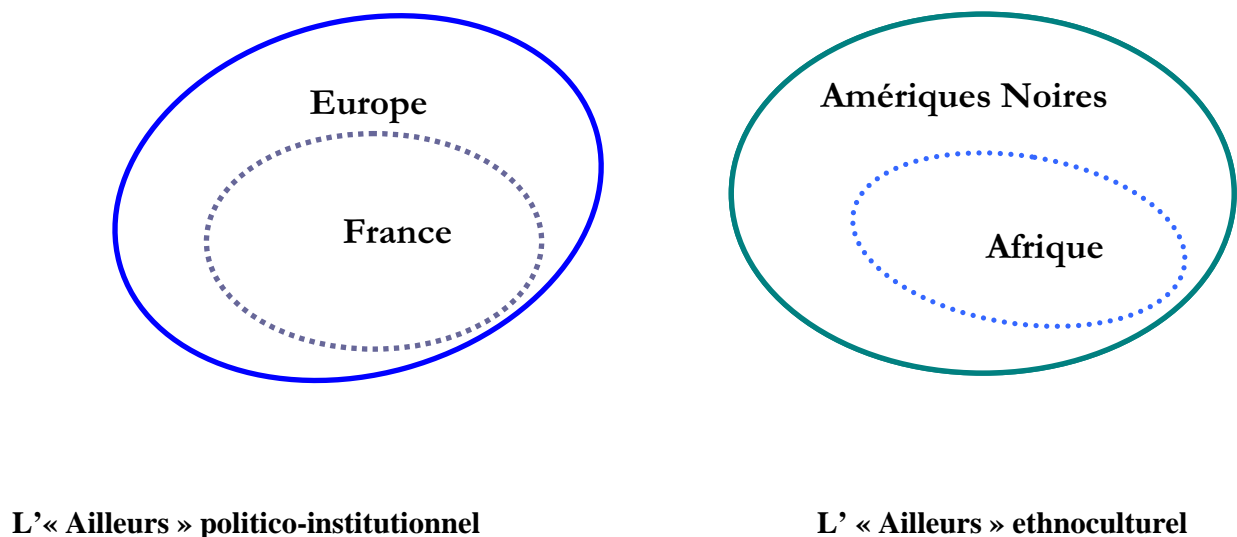 Europe
France
Amériques Noires
Afrique
L'« Ailleurs » politico-institutionnel
L' « Ailleurs » ethnoculturel